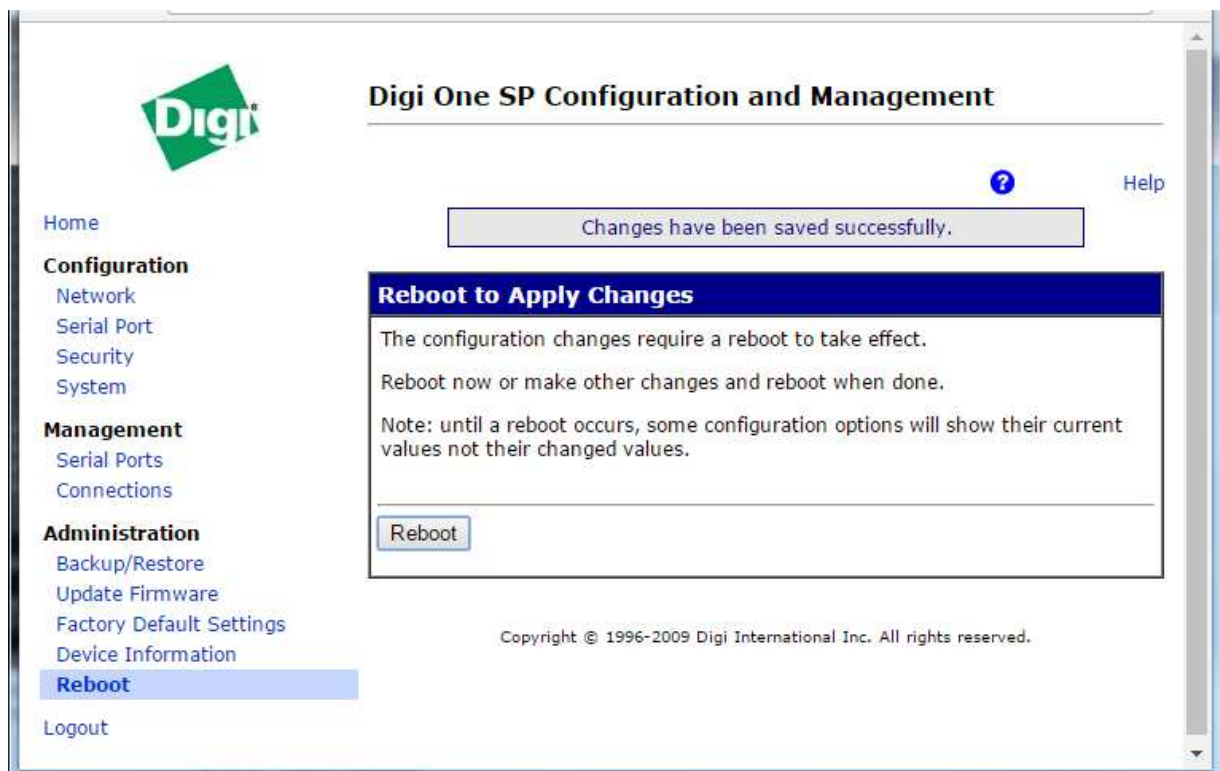 Digi
Digi One SP Configuration and Management
? Help
Home
Changes have been saved successfully.
Configuration
Network
Serial Port
Security
System
Management
Serial Ports
Connections
Administration
Backup/Restore
Update Firmware
Factory Default Settings
Device Information
Reboot
Logout
Reboot to Apply Changes
The configuration changes require a reboot to take effect.
Reboot now or make other changes and reboot when done.
Note: until a reboot occurs, some configuration options will show their current
values not their changed values.
Reboot
Copyright © 1996-2009 Digi International Inc. All rights reserved.